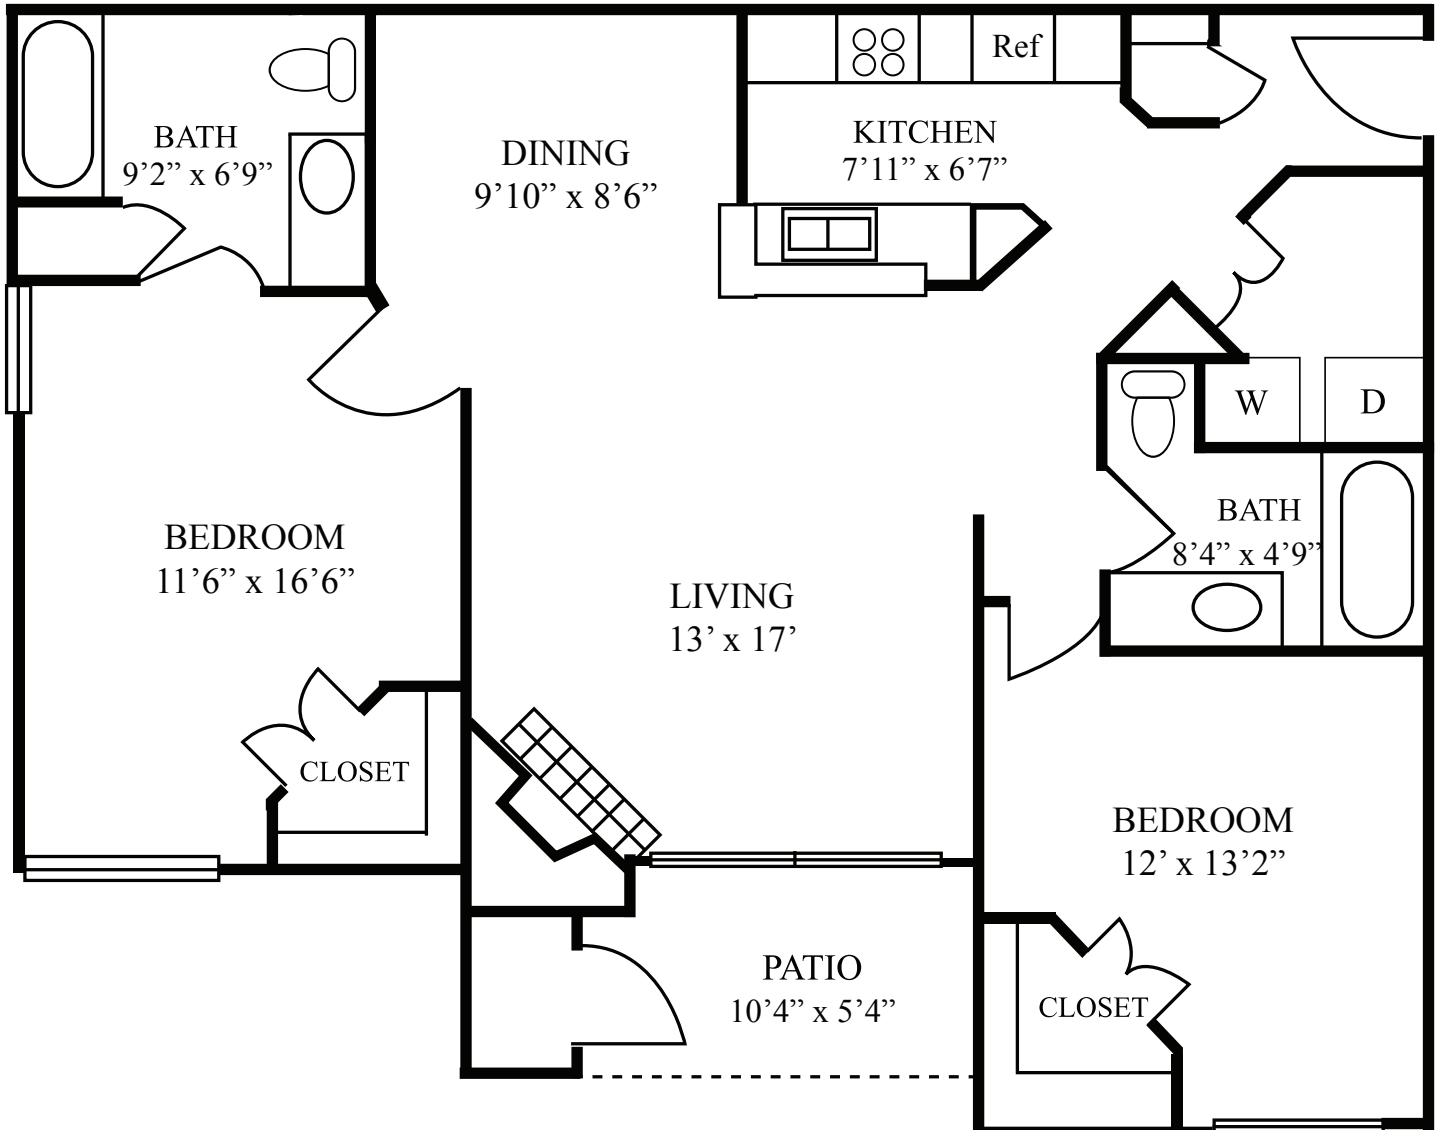 Ref
BATH
9’2” x 6’9”
DINING
9’10” x 8’6”
KITCHEN
7’11” x 6’7”
W
D
BEDROOM
11’6” x 16’6”
BATH
8’4” x 4’9”
LIVING
13’ x 17’
CLOSET
BEDROOM
12’ x 13’2”
PATIO
10’4” x 5’4”
CLOSET